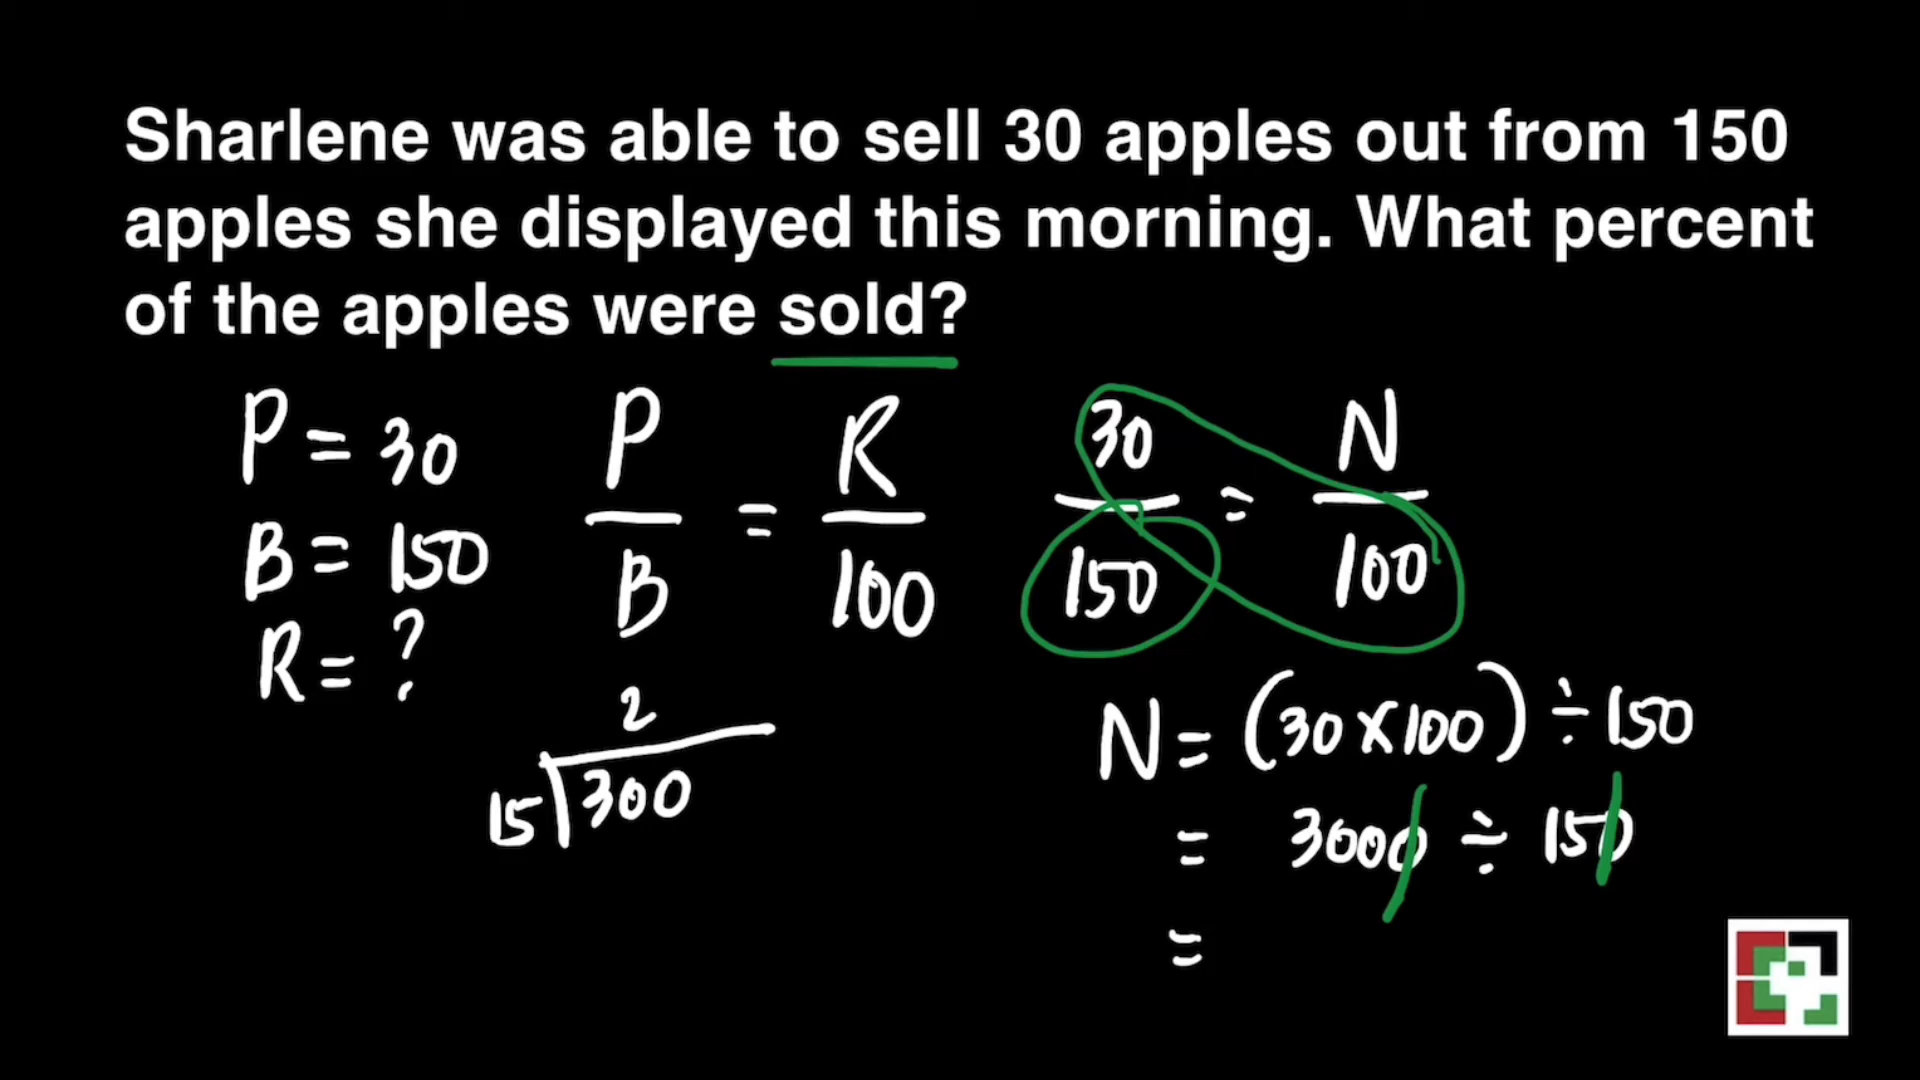 Sharlene was able to sell 30 apples out from 150
apples she displayed this morning. What percent
of the apples were sold?
P = 30
B = 150
R = ?
P/B = R/100
30/150 = N/100
2
15 300
N = (30×100) ÷ 150
= 3000 ÷ 150
=